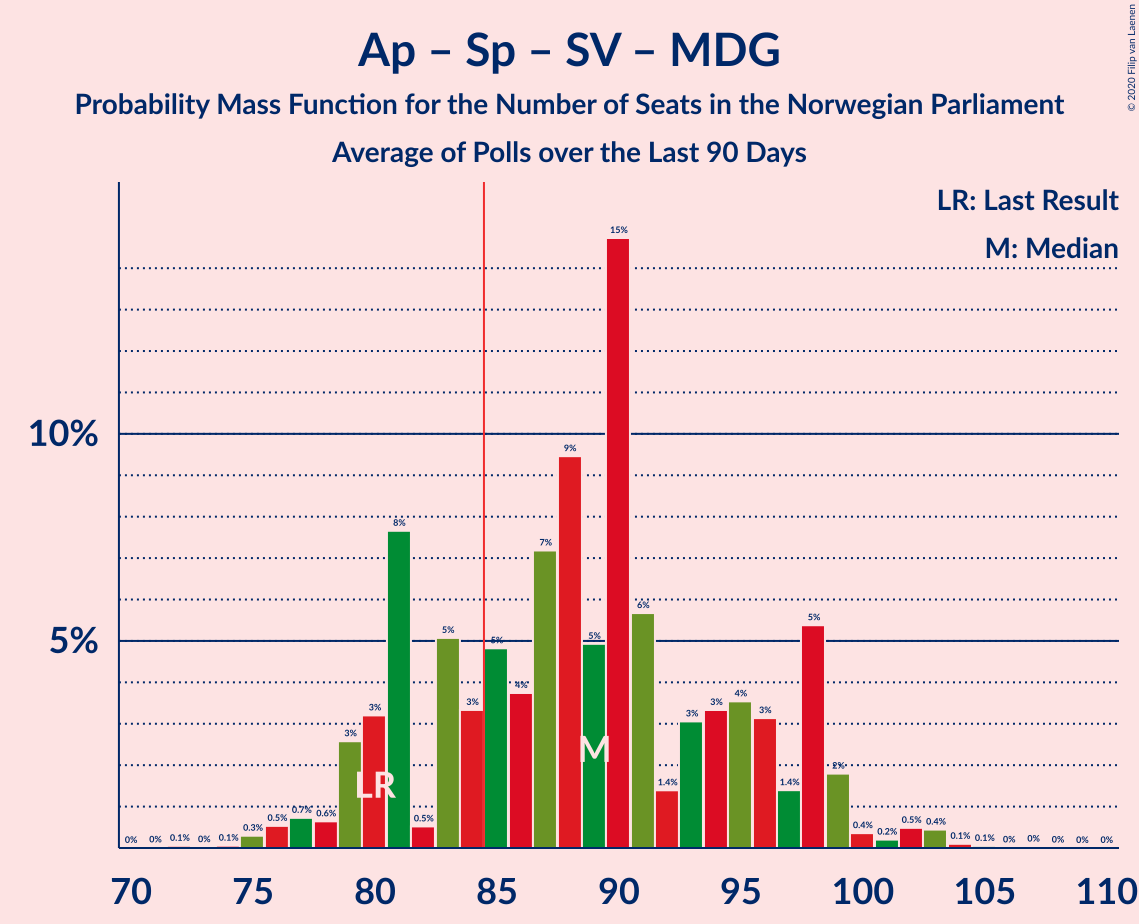 Ap – Sp – SV – MDG
Probability Mass Function for the Number of Seats in the Norwegian Parliament
Average of Polls over the Last 90 Days
© 2020 Filip van Laenen
LR: Last Result
M: Median
10%
5%
0% 0% 0.1% 0% 0.1% 0.3% 0.5% 0.7% 0.6% 3% 3% 8% 0.5% 5% 3% 5% 4% 7% 9% 5% 15% 6% 1.4% 3% 3% 4% 3% 1.4% 5% 2% 0.4% 0.2% 0.5% 0.4% 0.1% 0.1% 0% 0% 0% 0% 0%
LR
M
70 75 80 85 90 95 100 105 110